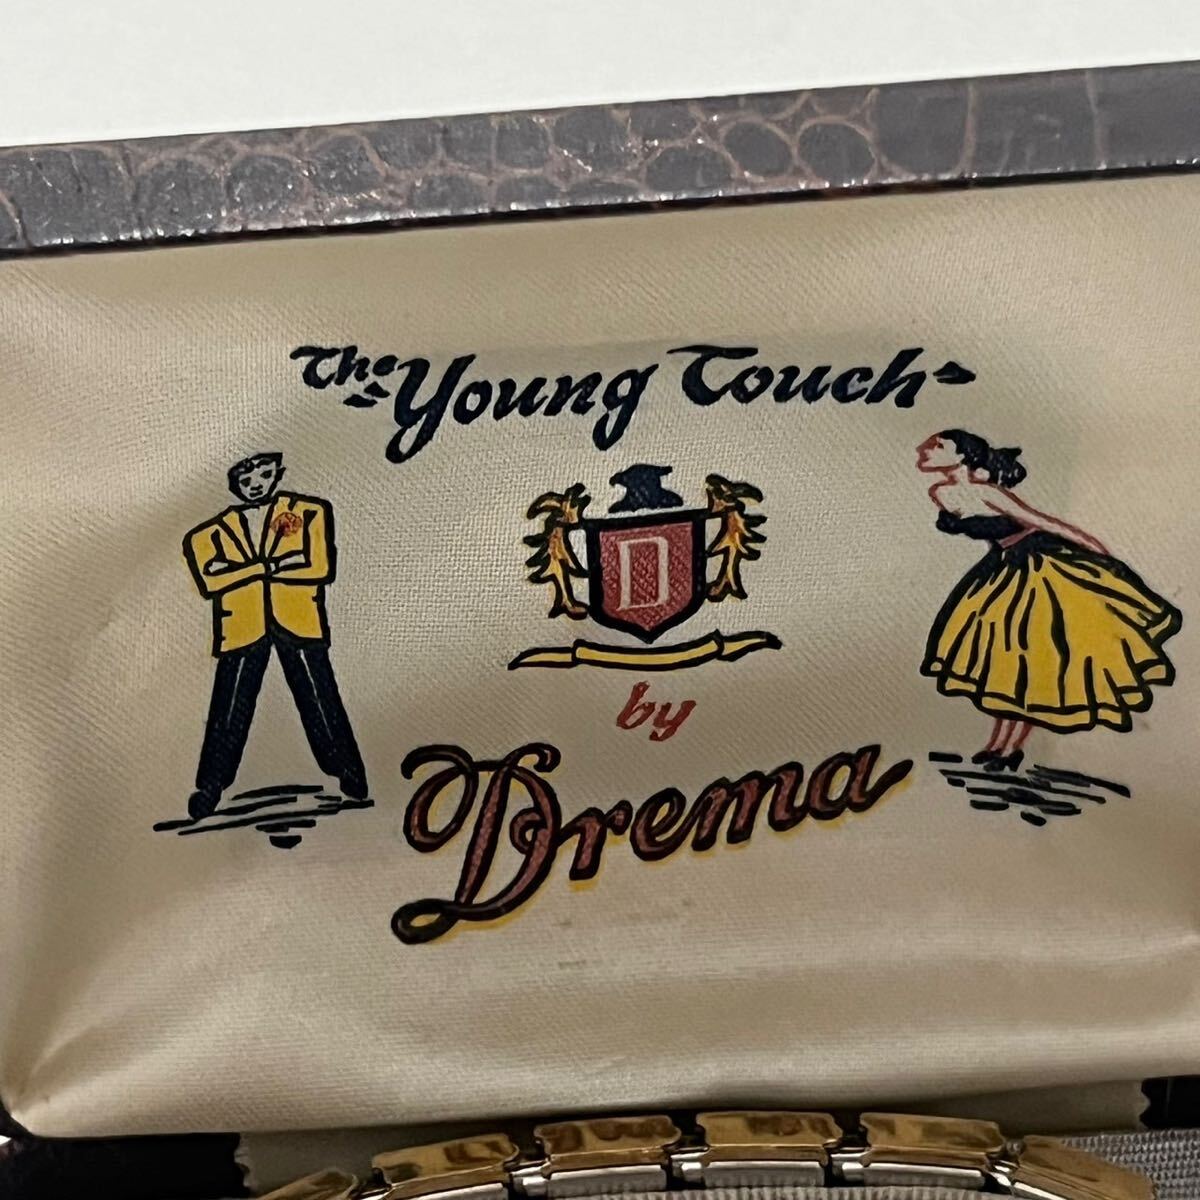 The Young Touch
D
by
Drema